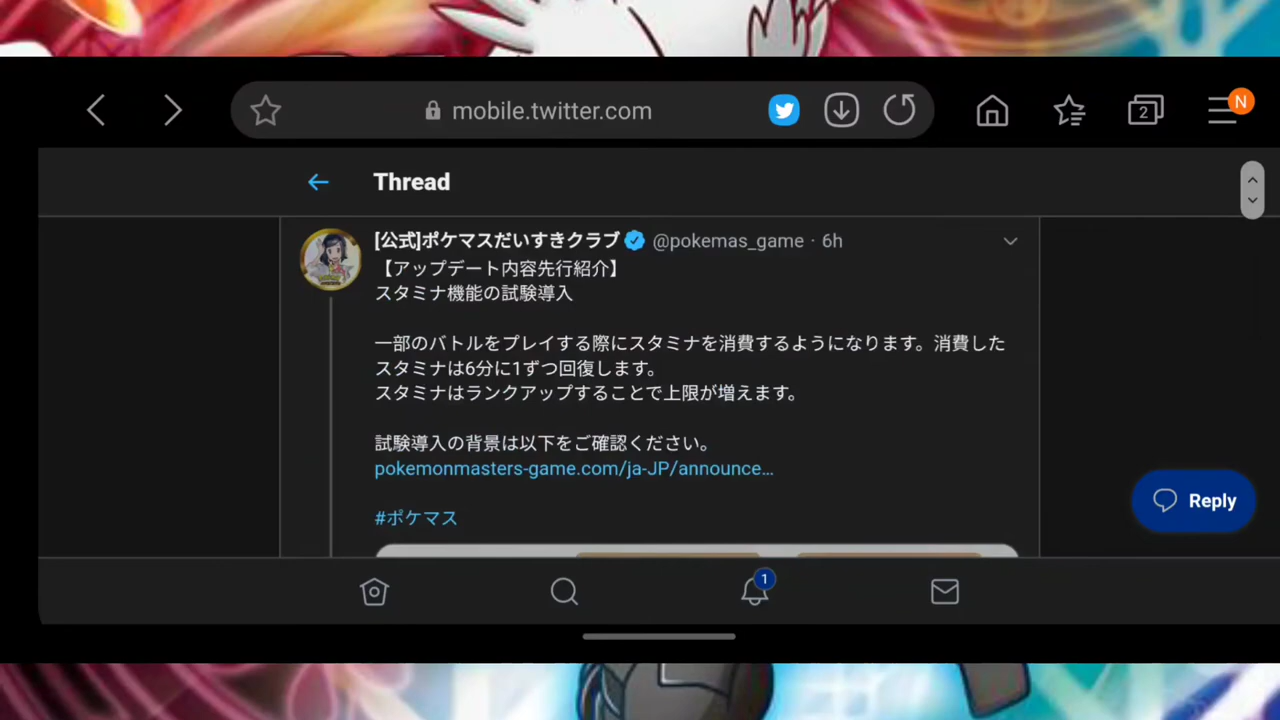 mobile.twitter.com
2
N
Thread
[公式]ポケマスだいすきクラブ @pokemas_game · 6h
【アップデート内容先行紹介】
スタミナ機能の試験導入
一部のバトルをプレイする際にスタミナを消費するようになります。消費した
スタミナは6分に1ずつ回復します。
スタミナはランクアップすることで上限が増えます。
試験導入の背景は以下をご確認ください。
pokemonmasters-game.com/ja-JP/announce…
#ポケマス
Reply
1